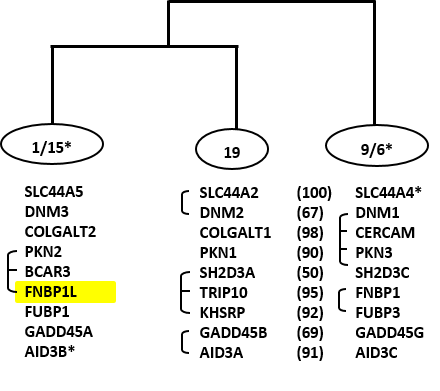 1/15* 19 9/6*
SLC44A5 SLC44A2 (100) SLC44A4*
DNM3 DNM2 (67) DNM1
COLGALT2 COLGALT1 (98) CERCAM
PKN2 PKN1 (90) PKN3
BCAR3 SH2D3A (50) SH2D3C
FNBP1L TRIP10 (95) FNBP1
FUBP1 KHSRP (92) FUBP3
GADD45A GADD45B (69) GADD45G
AID3B* AID3A (91) AID3C